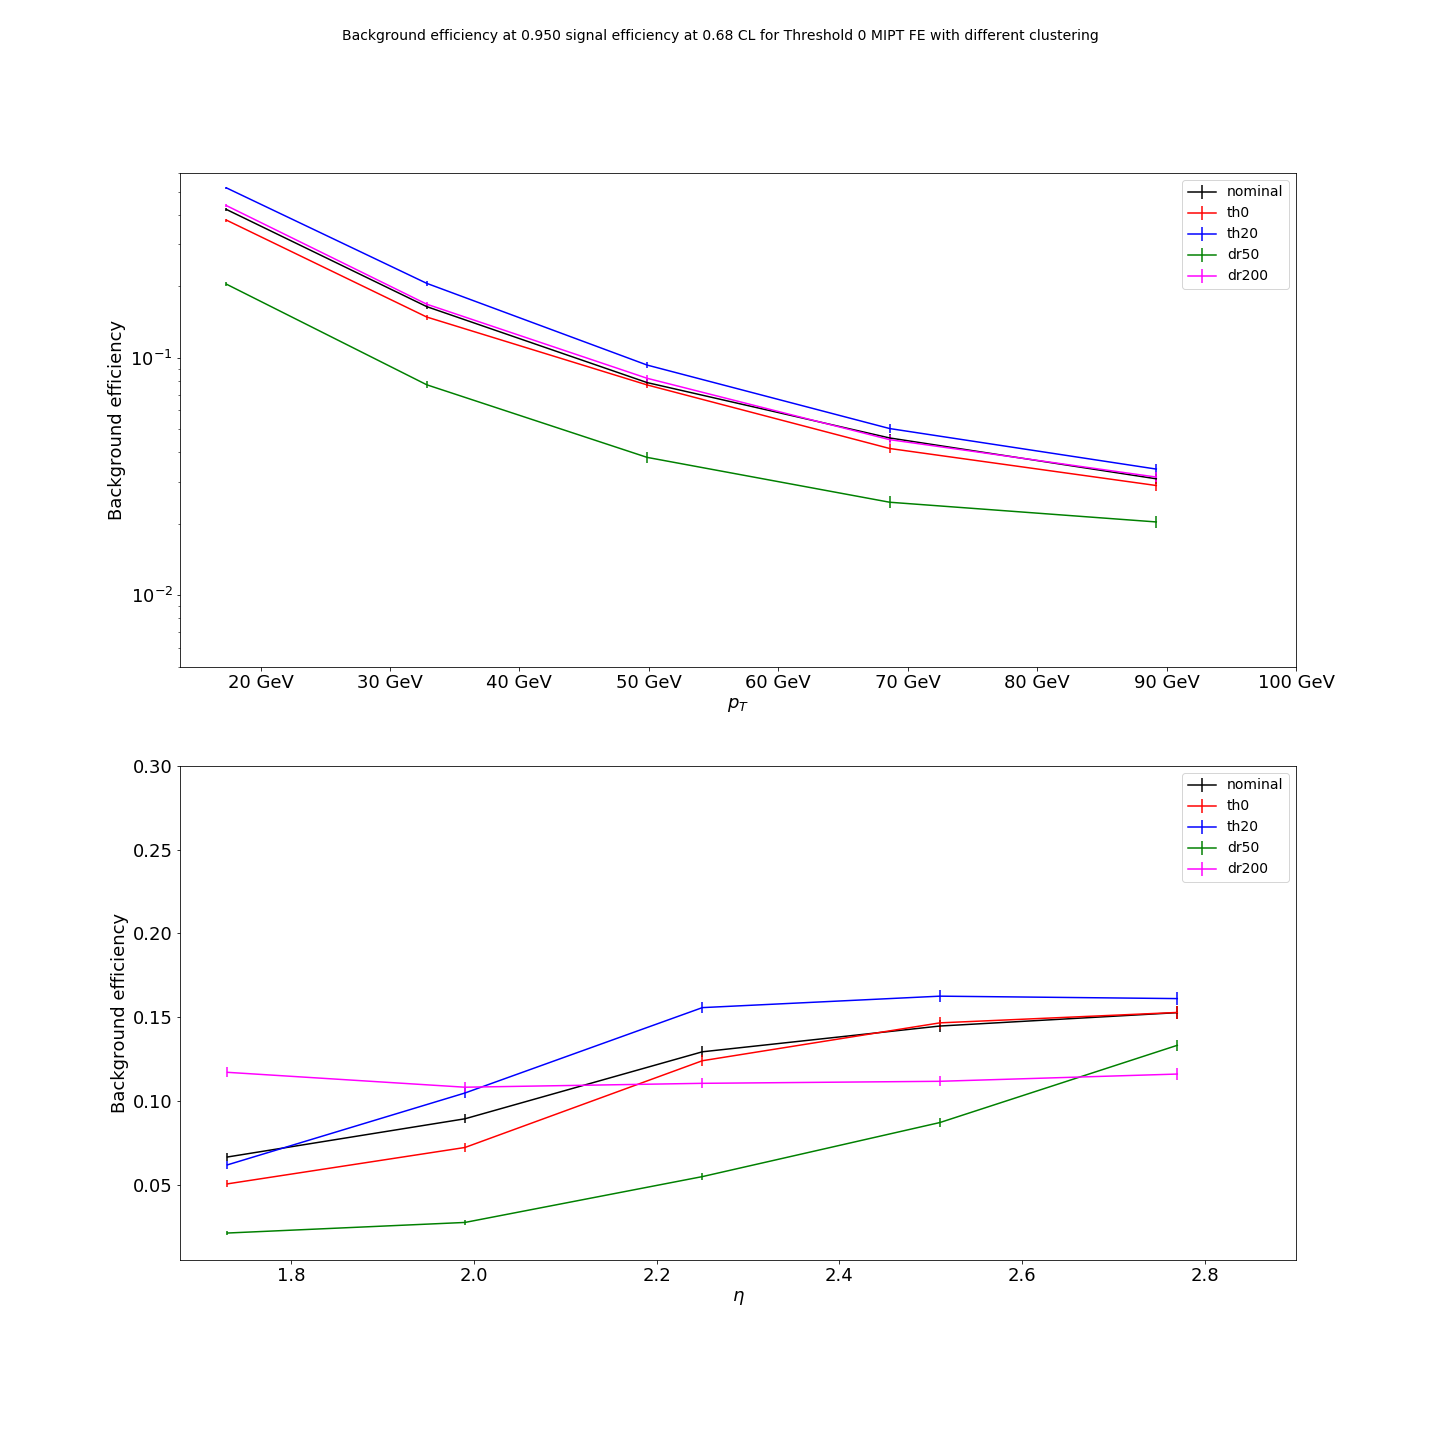 Background efficiency at 0.950 signal efficiency at 0.68 CL for Threshold 0 MIPT FE with different clustering
nominal
th0
th20
dr50
dr200
Background efficiency
10⁻¹
10⁻²
20 GeV 30 GeV 40 GeV 50 GeV 60 GeV 70 GeV 80 GeV 90 GeV 100 GeV
p_T
nominal
th0
th20
dr50
dr200
Background efficiency
0.30
0.25
0.20
0.15
0.10
0.05
1.8 2.0 2.2 2.4 2.6 2.8
η